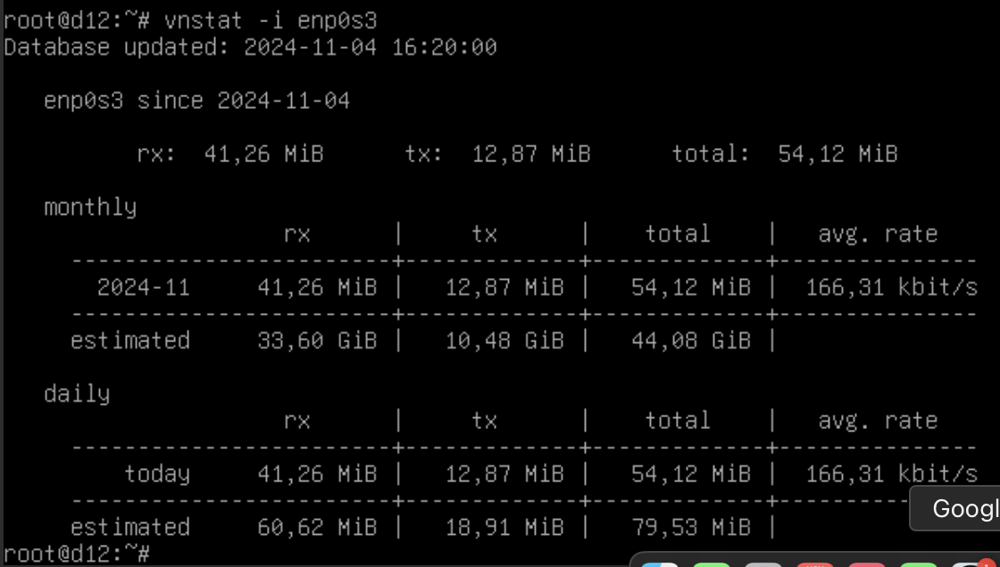 root@d12:~# vnstat -i enp0s3
Database updated: 2024-11-04 16:20:00
enp0s3 since 2024-11-04
rx: 41,26 MiB tx: 12,87 MiB total: 54,12 MiB
monthly
rx | tx | total | avg. rate
------------------------+-------------+-------------+---------------
2024-11 41,26 MiB | 12,87 MiB | 54,12 MiB | 166,31 kbit/s
------------------------+-------------+-------------+---------------
estimated 33,60 GiB | 10,48 GiB | 44,08 GiB |
daily
rx | tx | total | avg. rate
------------------------+-------------+-------------+---------------
today 41,26 MiB | 12,87 MiB | 54,12 MiB | 166,31 kbit/s
------------------------+-------------+-------------+---------------
estimated 60,62 MiB | 18,91 MiB | 79,53 MiB |
Googl
root@d12:~#